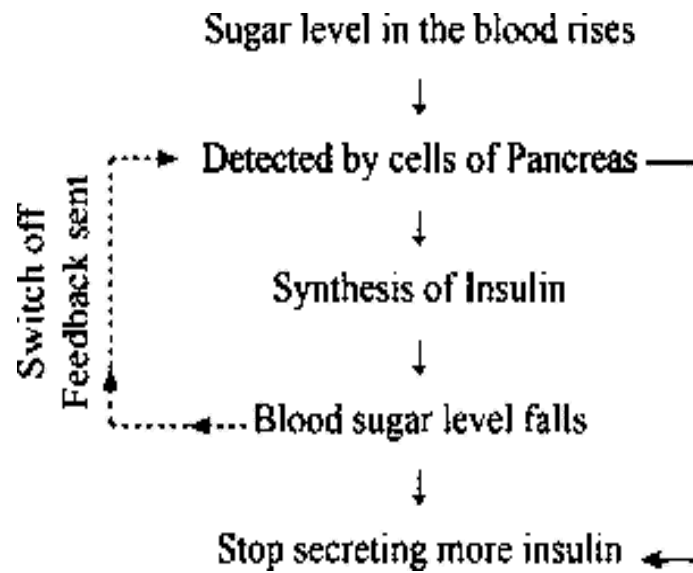 Sugar level in the blood rises
Detected by cells of Pancreas
Switch off
Feedback sent
Synthesis of Insulin
Blood sugar level falls
Stop secreting more insulin